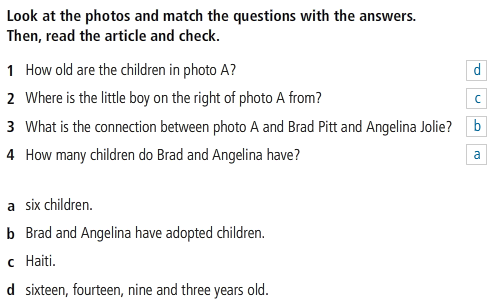 Look at the photos and match the questions with the answers.
Then, read the article and check.
1 How old are the children in photo A? d
2 Where is the little boy on the right of photo A from? c
3 What is the connection between photo A and Brad Pitt and Angelina Jolie? b
4 How many children do Brad and Angelina have? a
a six children.
b Brad and Angelina have adopted children.
c Haiti.
d sixteen, fourteen, nine and three years old.